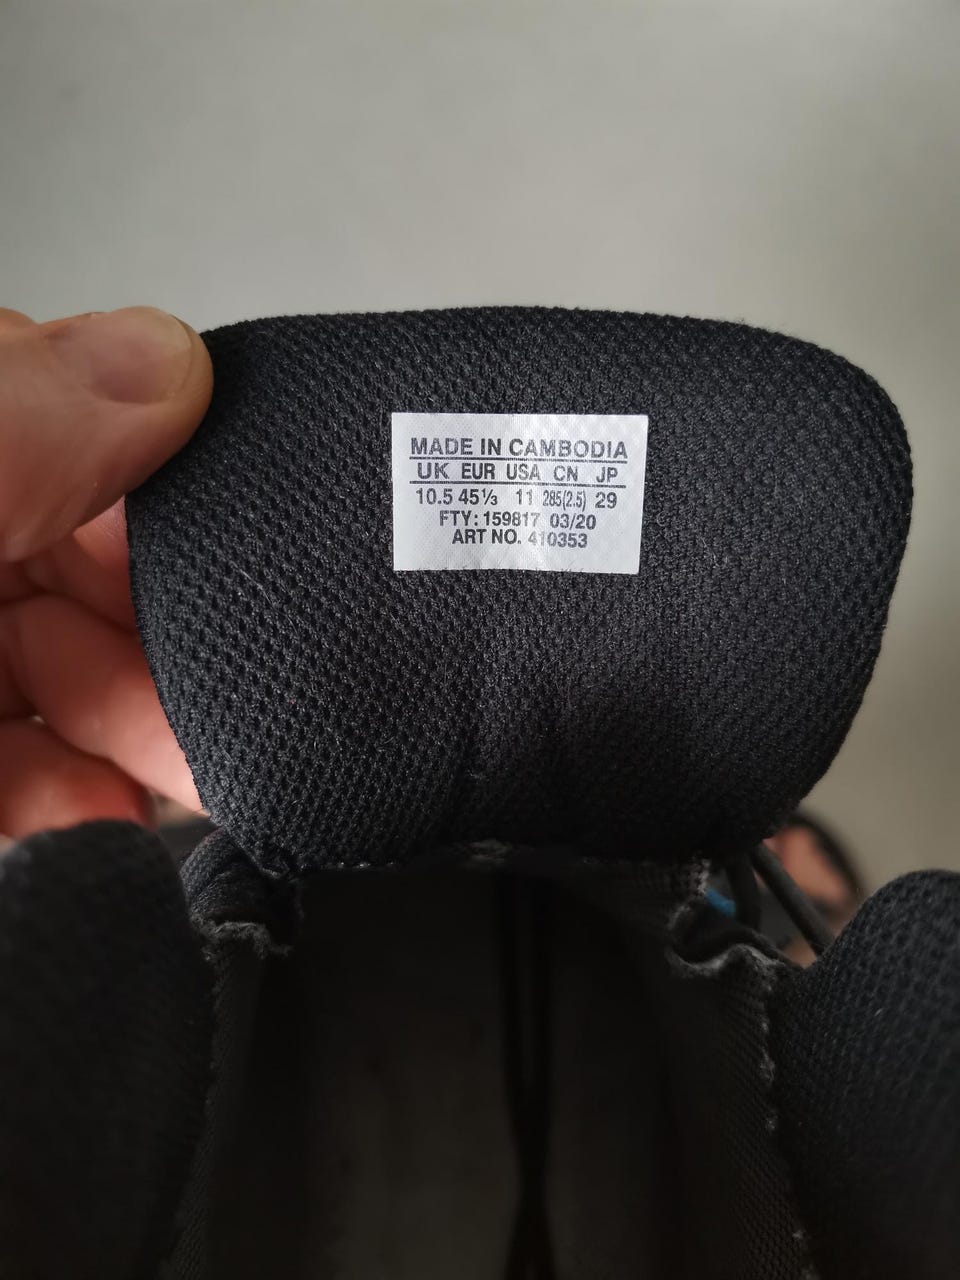 MADE IN CAMBODIA
UK EUR USA CN JP
10.5 45⅓ 11 285(2.5) 29
FTY: 159817 03/20
ART NO. 410353